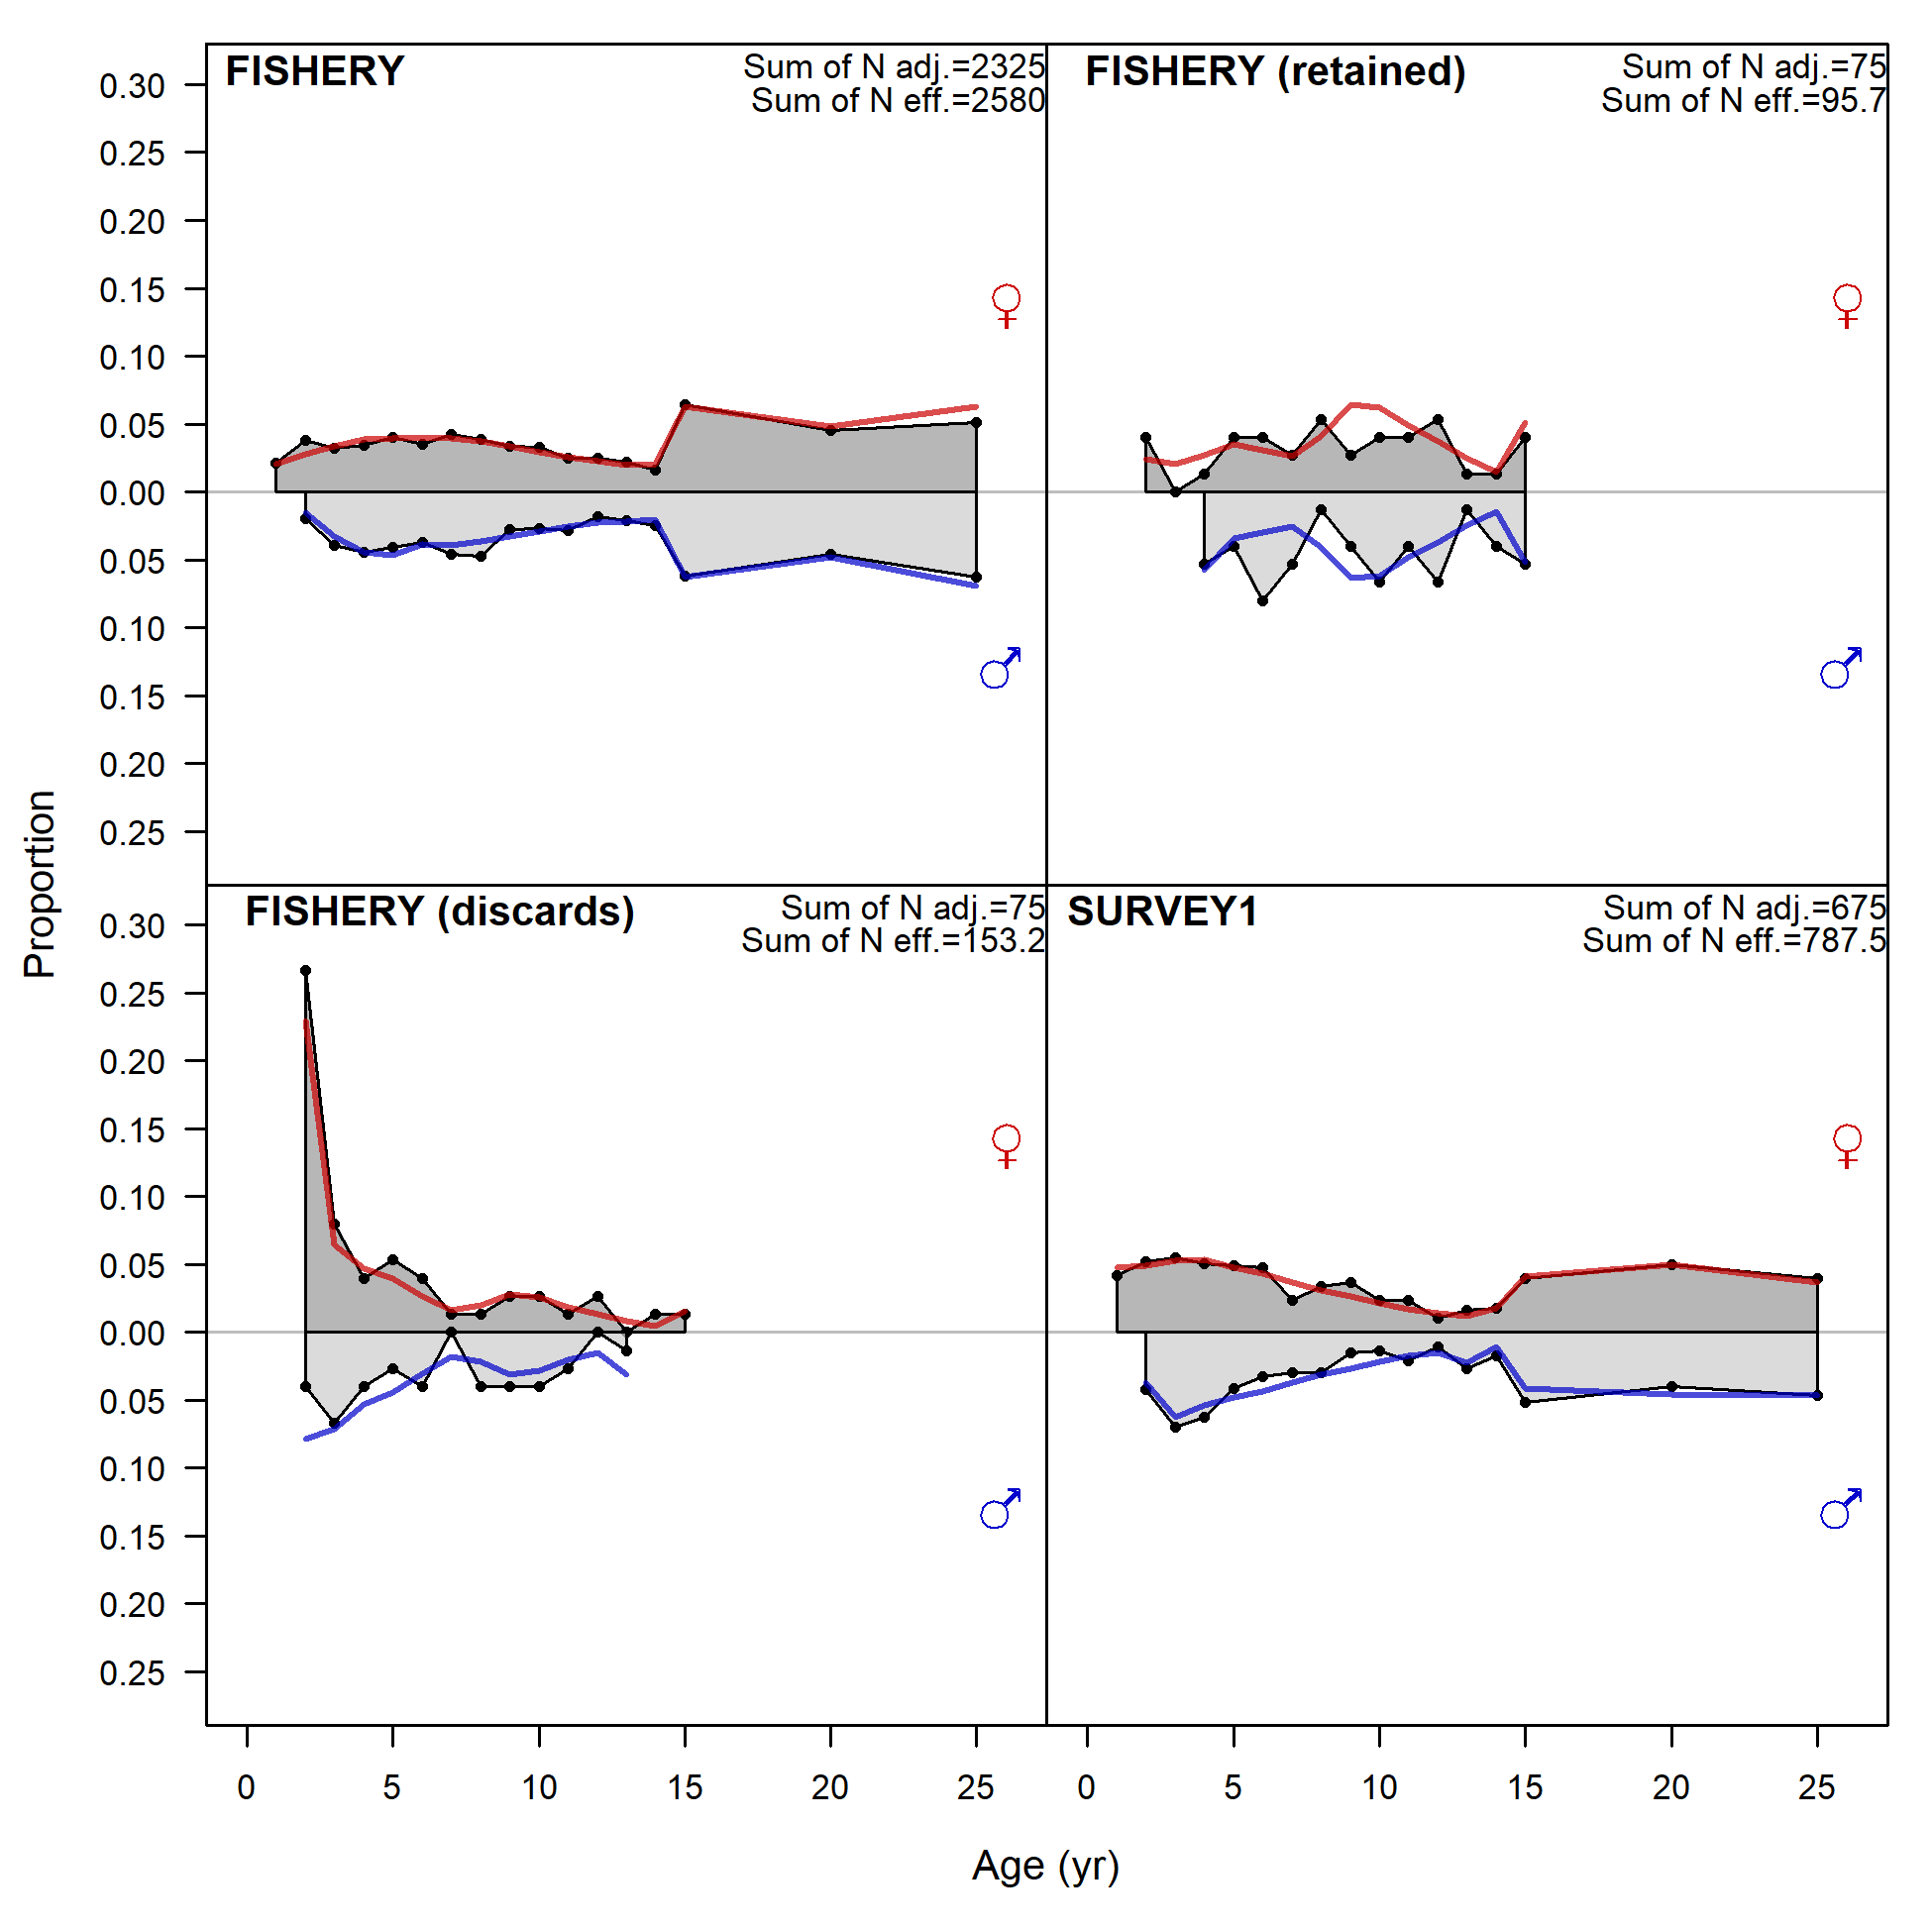 FISHERY
Sum of N adj.=2325
Sum of N eff.=2580
FISHERY (retained)
Sum of N adj.=75
Sum of N eff.=95.7
0.30
0.25
0.20
0.15
0.10
0.05
0.00
0.05
0.10
0.15
0.20
0.25
♀
♂
♀
♂
FISHERY (discards)
Sum of N adj.=75
Sum of N eff.=153.2
SURVEY1
Sum of N adj.=675
Sum of N eff.=787.5
0.30
0.25
0.20
0.15
0.10
0.05
0.00
0.05
0.10
0.15
0.20
0.25
♀
♂
♀
♂
Proportion
0 5 10 15 20 25
0 5 10 15 20 25
Age (yr)